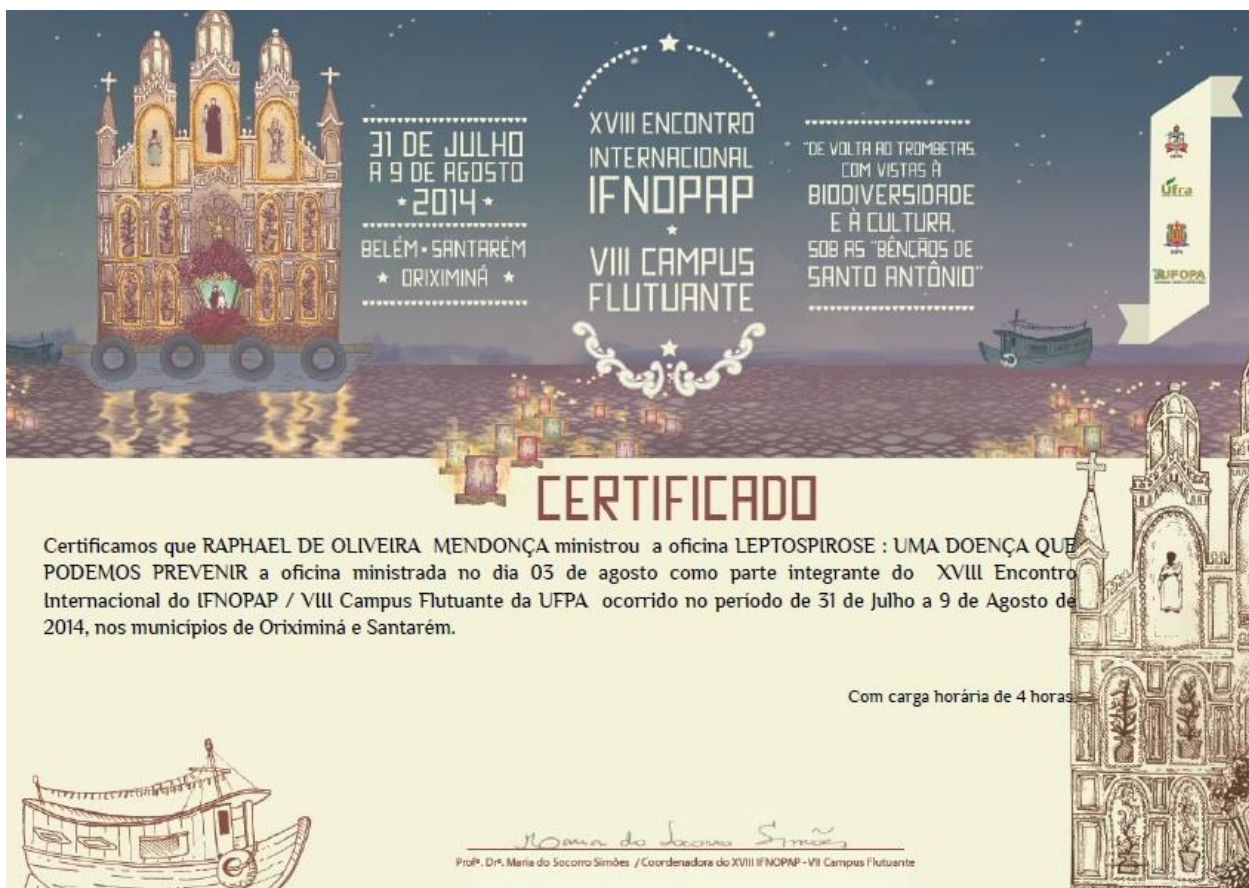 31 DE JULHO
A 9 DE AGOSTO
2014
BELÉM - SANTARÉM
ORIXIMINÁ
XVIII ENCONTRO
INTERNACIONAL
IFNOPAP
VIII CAMPUS
FLUTUANTE
"DE VOLTA AO TROMBETAS,
COM VISTAS À
BIODIVERSIDADE
E À CULTURA,
SOB AS "BÊNÇÃOS DE
SANTO ANTÔNIO"
Ufra
UFOPA
CERTIFICADO
Certificamos que RAPHAEL DE OLIVEIRA MENDONÇA ministrou a oficina LEPTOSPIROSE : UMA DOENÇA QUE
PODEMOS PREVENIR a oficina ministrada no dia 03 de agosto como parte integrante do XVIII Encontro
Internacional do IFNOPAP / VIII Campus Flutuante da UFPA ocorrido no período de 31 de Julho a 9 de Agosto de
2014, nos municípios de Oriximiná e Santarém.
Com carga horária de 4 horas.
Maria do Socorro Simões
Profª. Drª. Maria do Socorro Simões / Coordenadora do XVIII IFNOPAP - VII Campus Flutuante